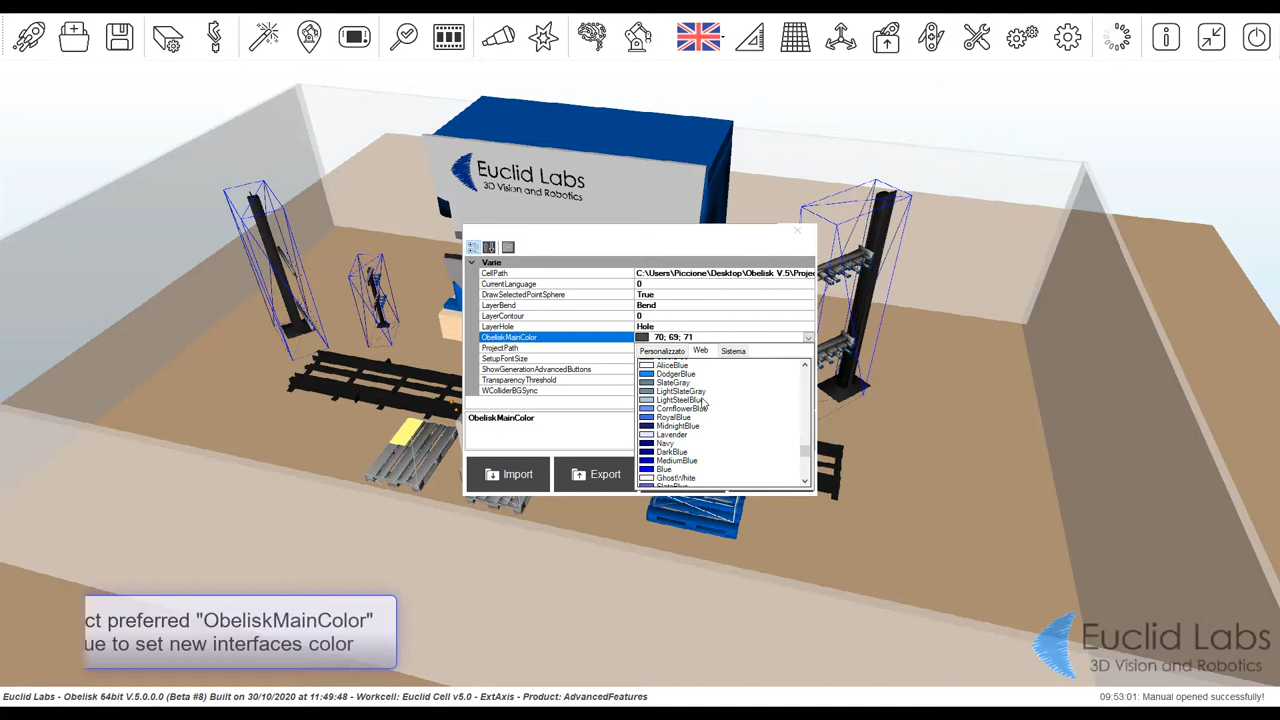 Euclid Labs
3D Vision and Robotics
Varie
CellPath C:\Users\Piccione\Desktop\Obelisk V.5\Projec
CurrentLanguage 0
DrawSelectedPointSphere True
LayerBend Bend
LayerContour 0
LayerHole Hole
ObeliskMainColor 70; 69; 71
ProjectPath
SetupFontSize
ShowGenerationAdvancedButtons
TransparencyThreshold
WColliderBGSync
Personalizzato Web Sistema
AliceBlue
DodgerBlue
SlateGray
LightSlateGray
LightSteelBlue
CornflowerBlue
RoyalBlue
MidnightBlue
Lavender
Navy
DarkBlue
MediumBlue
Blue
GhostWhite
SlateBlue
ObeliskMainColor
Import Export
ct preferred "ObeliskMainColor"
ue to set new interfaces color
Euclid Labs
3D Vision and Robotics
Euclid Labs - Obelisk 64bit V.5.0.0.0 (Beta #8) Built on 30/10/2020 at 11:49:48 - Workcell: Euclid Cell v5.0 - ExtAxis - Product: AdvancedFeatures
09:53:01: Manual opened successfully!